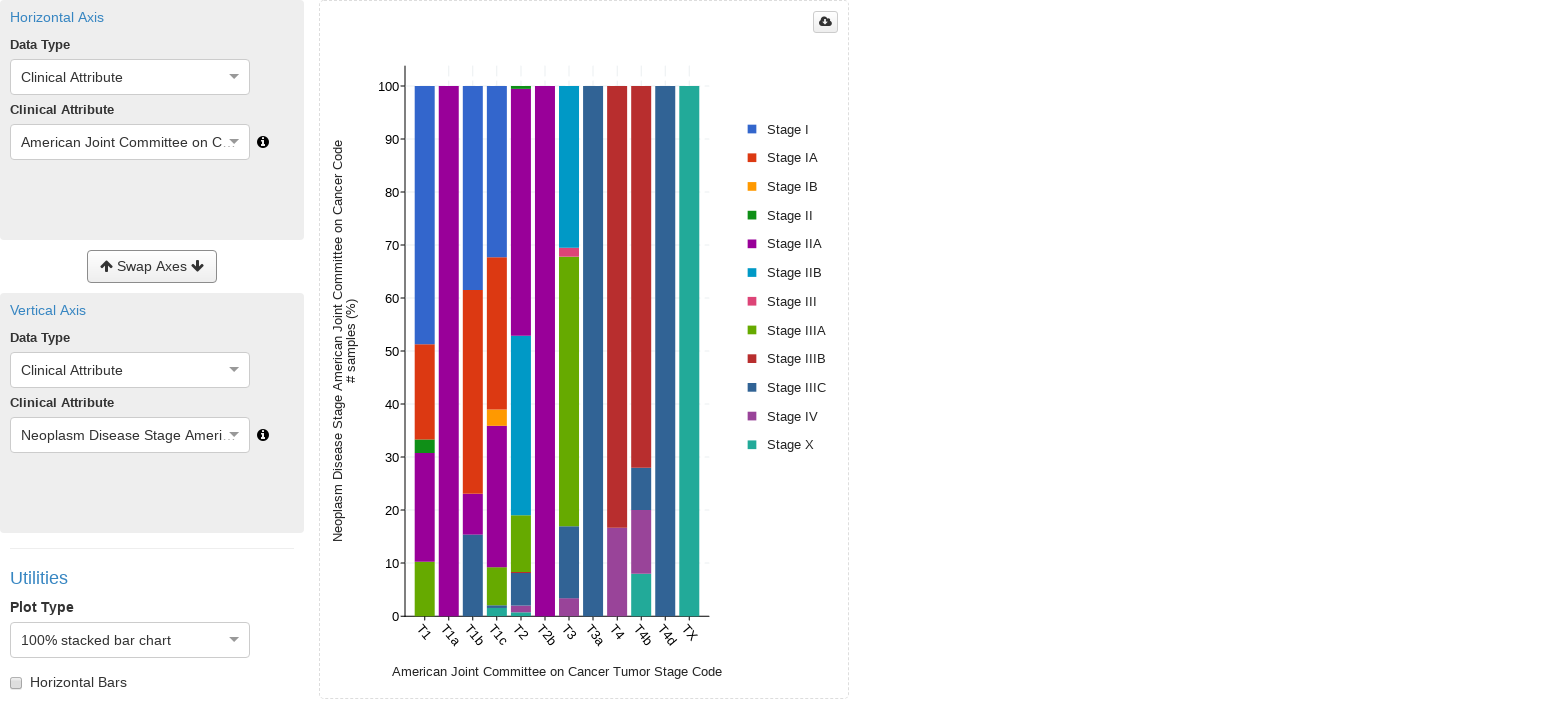 Horizontal Axis
Data Type
Clinical Attribute
Clinical Attribute
American Joint Committee on C...
Swap Axes
Vertical Axis
Data Type
Clinical Attribute
Clinical Attribute
Neoplasm Disease Stage Ameri...
Utilities
Plot Type
100% stacked bar chart
Horizontal Bars
Neoplasm Disease Stage American Joint Committee on Cancer Code
# samples (%)
100
90
80
70
60
50
40
30
20
10
0
T1 T1a T1b T1c T2 T2b T3 T3a T4 T4b T4d TX
American Joint Committee on Cancer Tumor Stage Code
Stage I
Stage IA
Stage IB
Stage II
Stage IIA
Stage IIB
Stage III
Stage IIIA
Stage IIIB
Stage IIIC
Stage IV
Stage X